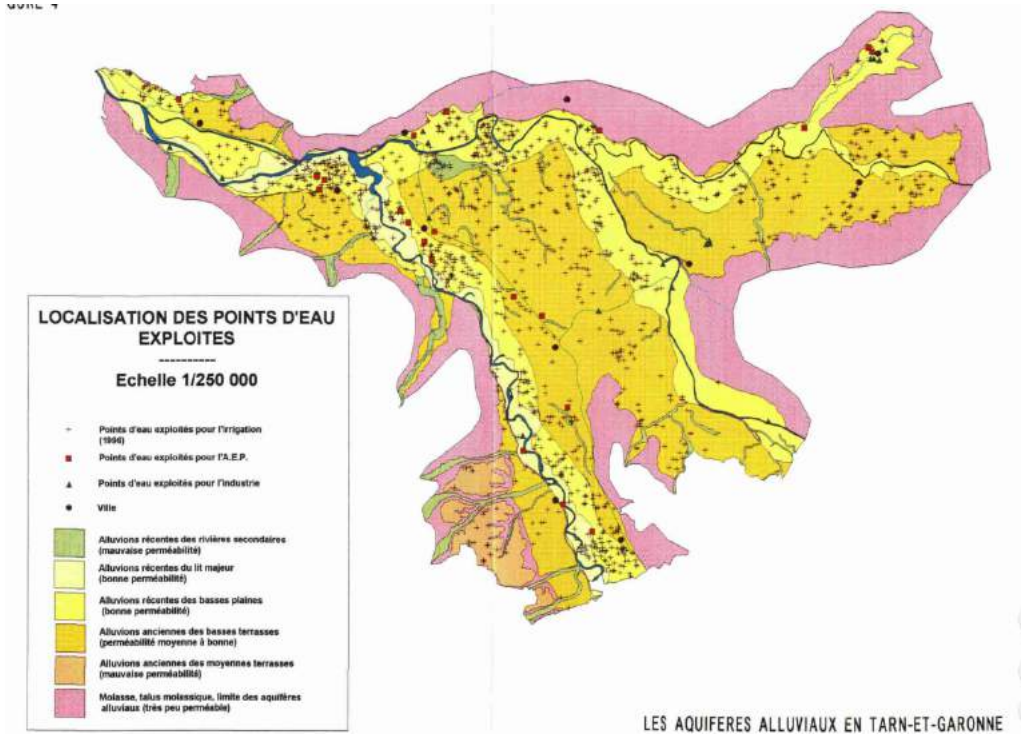 LOCALISATION DES POINTS D'EAU
EXPLOITES
----------
Echelle 1/250 000
Points d'eau exploités pour l'irrigation
(1996)
Points d'eau exploités pour l'A.E.P.
Points d'eau exploités pour l'industrie
Ville
Alluvions récentes des rivières secondaires
(mauvaise perméabilité)
Alluvions récentes du lit majeur
(bonne perméabilité)
Alluvions récentes des basses plaines
(bonne perméabilité)
Alluvions anciennes des basses terrasses
(perméabilité moyenne à bonne)
Alluvions anciennes des moyennes terrasses
(mauvaise perméabilité)
Molasse, talus molassique, limite des aquifères
alluviaux (très peu perméable)
LES AQUIFERES ALLUVIAUX EN TARN-ET-GARONNE